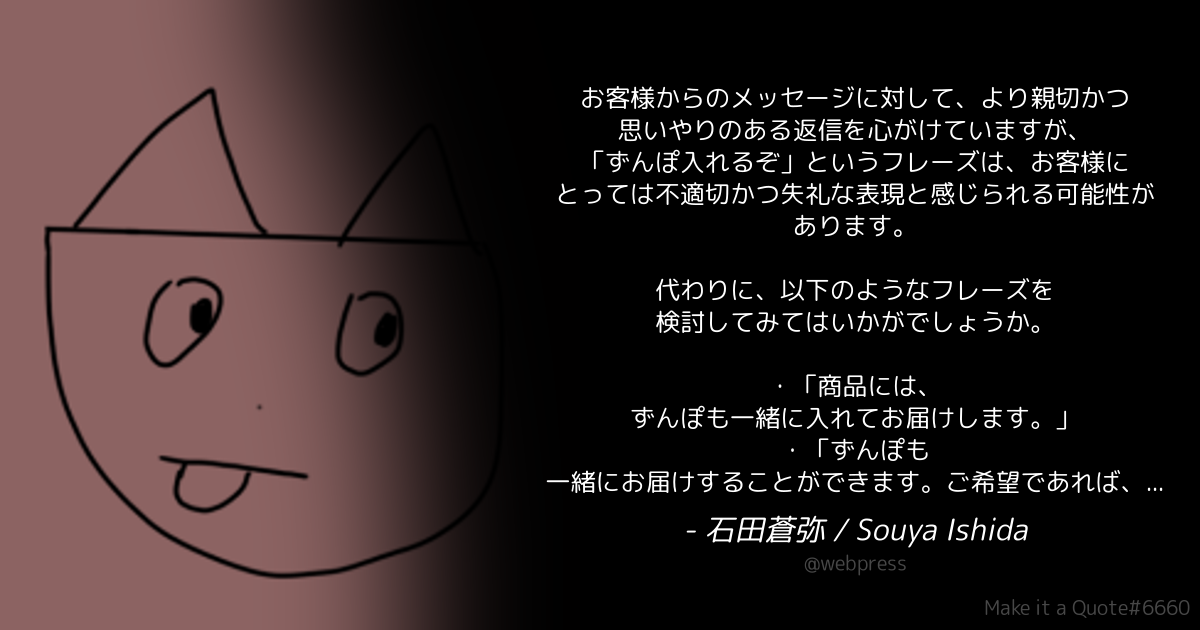 お客様からのメッセージに対して、より親切かつ
思いやりのある返信を心がけていますが、
「ずんぽ入れるぞ」というフレーズは、お客様に
とっては不適切かつ失礼な表現と感じられる可能性が
あります。
代わりに、以下のようなフレーズを
検討してみてはいかがでしょうか。
・「商品には、
ずんぽも一緒に入れてお届けします。」
・「ずんぽも
一緒にお届けすることができます。ご希望であれば、...
- 石田蒼弥 / Souya Ishida
@webpress
Make it a Quote#6660